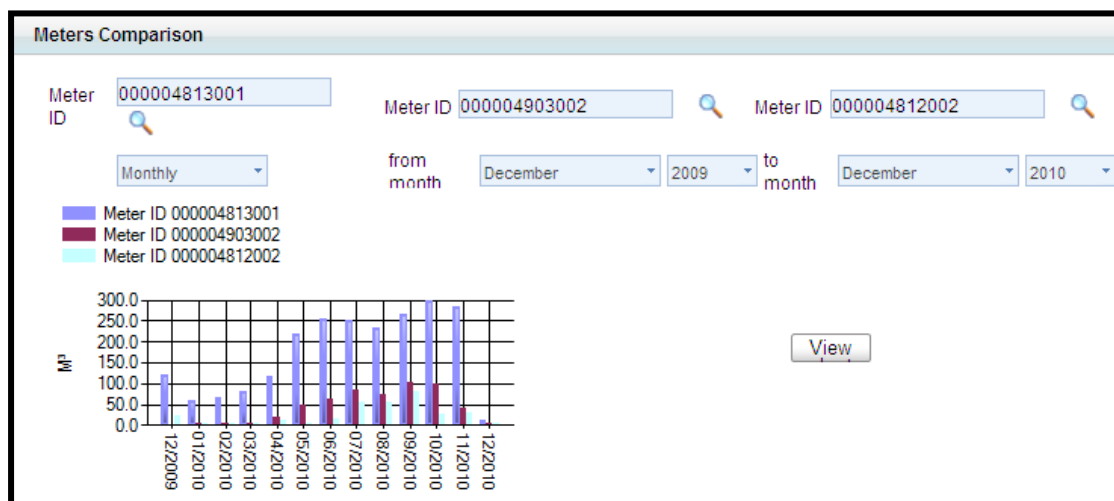 Meters Comparison
Meter ID
000004813001
Meter ID
000004903002
Meter ID
000004812002
Monthly
from month
December
2009
to month
December
2010
Meter ID 000004813001
Meter ID 000004903002
Meter ID 000004812002
300.0
250.0
200.0
150.0
100.0
50.0
0.0
M³
12/2009
01/2010
02/2010
03/2010
04/2010
05/2010
06/2010
07/2010
08/2010
09/2010
10/2010
11/2010
12/2010
View